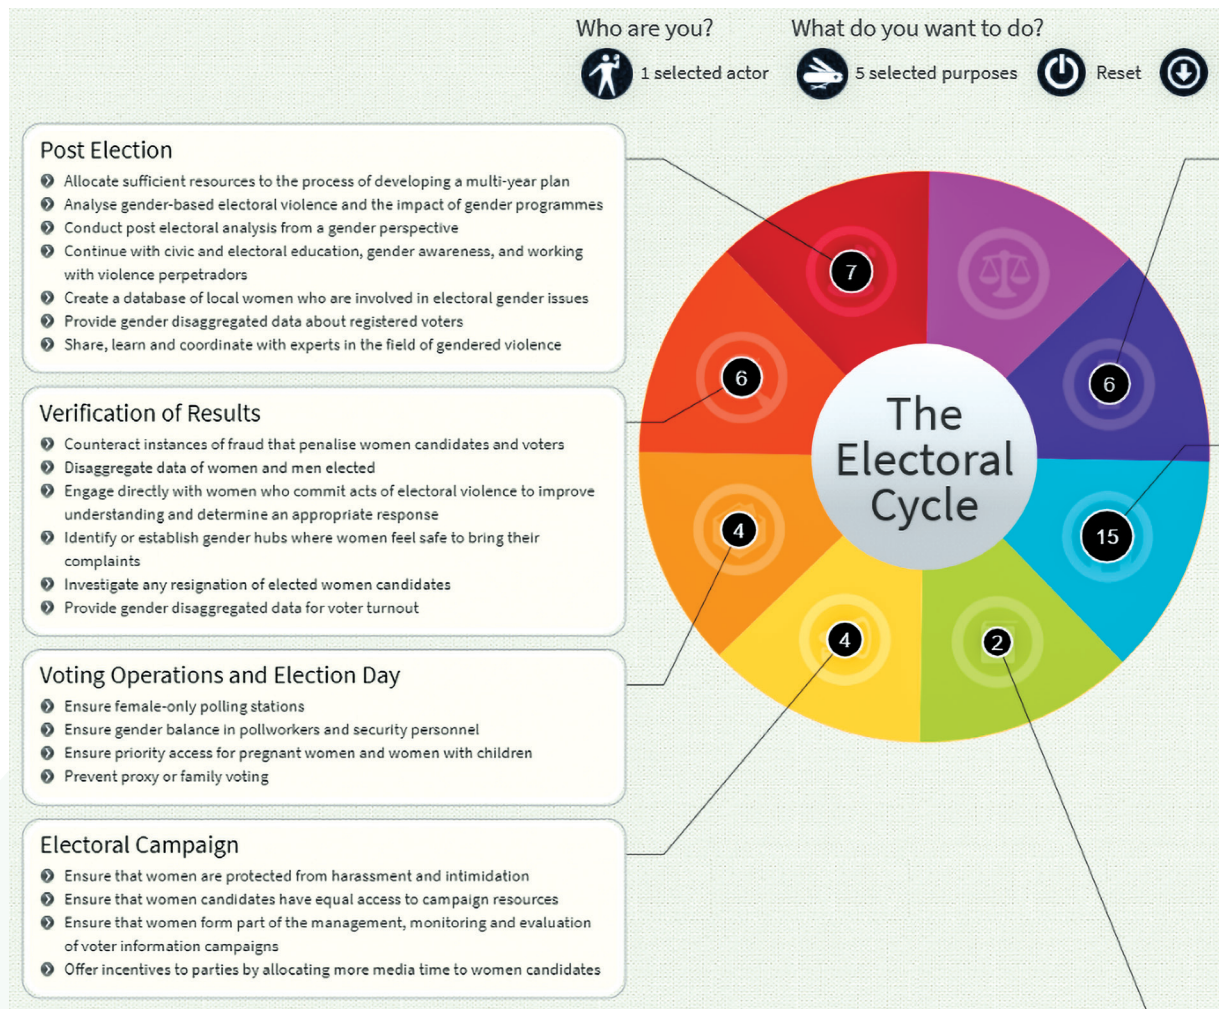 Who are you?
What do you want to do?
1 selected actor
5 selected purposes
Reset
Post Election
Allocate sufficient resources to the process of developing a multi-year plan
Analyse gender-based electoral violence and the impact of gender programmes
Conduct post electoral analysis from a gender perspective
Continue with civic and electoral education, gender awareness, and working
with violence perpetradors
Create a database of local women who are involved in electoral gender issues
Provide gender disaggregated data about registered voters
Share, learn and coordinate with experts in the field of gendered violence
Verification of Results
Counteract instances of fraud that penalise women candidates and voters
Disaggregate data of women and men elected
Engage directly with women who commit acts of electoral violence to improve
understanding and determine an appropriate response
Identify or establish gender hubs where women feel safe to bring their
complaints
Investigate any resignation of elected women candidates
Provide gender disaggregated data for voter turnout
Voting Operations and Election Day
Ensure female-only polling stations
Ensure gender balance in pollworkers and security personnel
Ensure priority access for pregnant women and women with children
Prevent proxy or family voting
Electoral Campaign
Ensure that women are protected from harassment and intimidation
Ensure that women candidates have equal access to campaign resources
Ensure that women form part of the management, monitoring and evaluation
of voter information campaigns
Offer incentives to parties by allocating more media time to women candidates
7
6
6
The
Electoral
Cycle
4
15
4
2